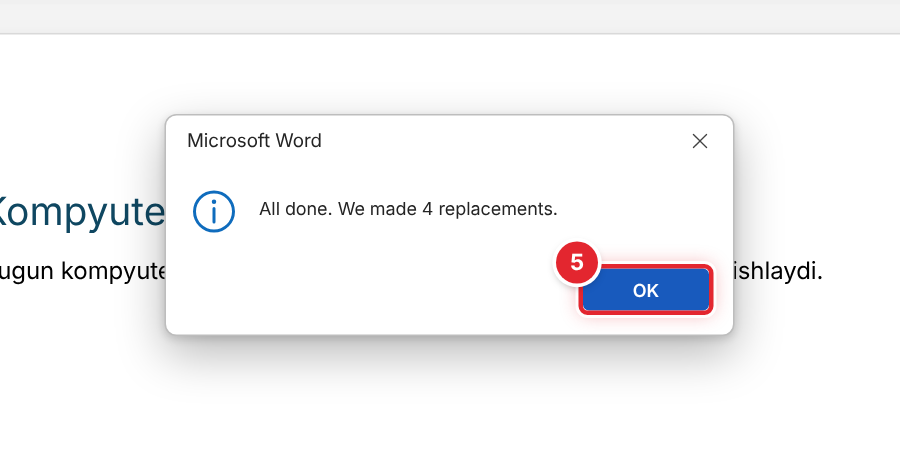 Microsoft Word
Kompyute
All done. We made 4 replacements.
5
ugun kompyute ishlaydi.
OK